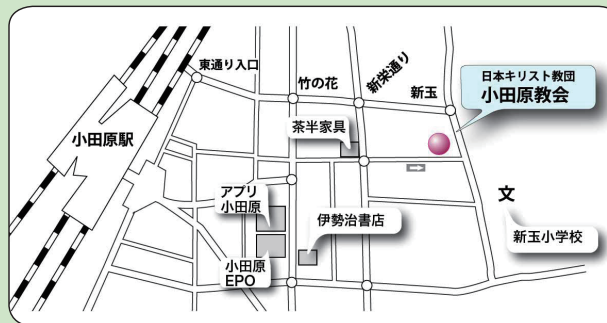 東通り入口
竹の花
新栄通り
新玉
日本キリスト教団
小田原教会
小田原駅
茶半家具
アプリ
小田原
伊勢治書店
文
新玉小学校
小田原
EPO